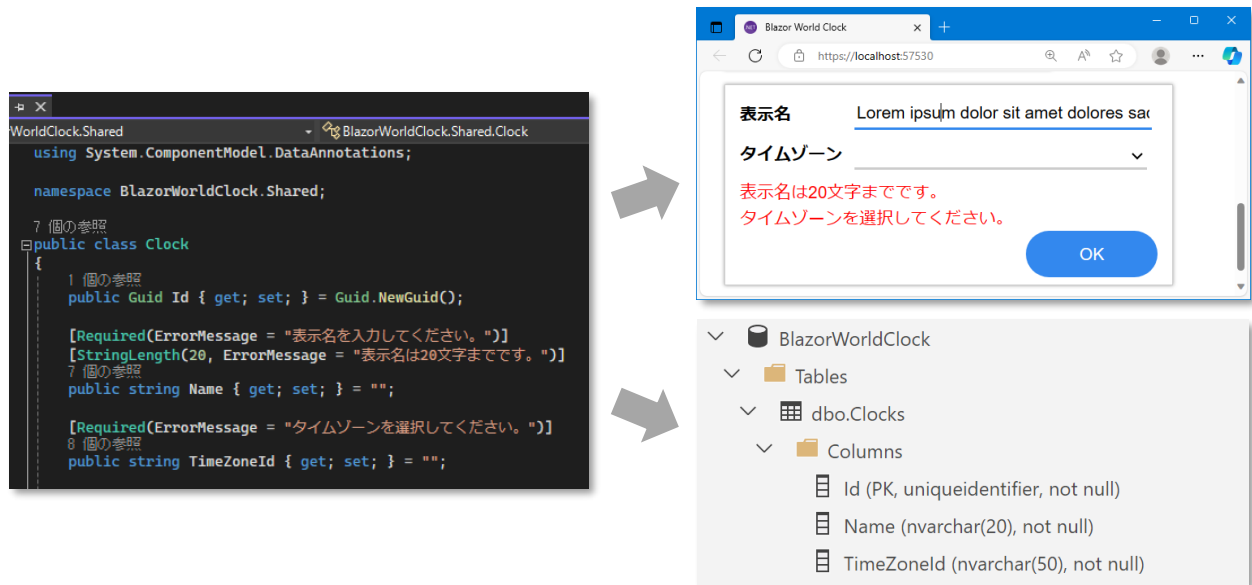 WorldClock.Shared
BlazorWorldClock.Shared.Clock
using System.ComponentModel.DataAnnotations;
namespace BlazorWorldClock.Shared;
7 個の参照
public class Clock
{
1 個の参照
public Guid Id { get; set; } = Guid.NewGuid();
[Required(ErrorMessage = "表示名を入力してください。")]
[StringLength(20, ErrorMessage = "表示名は20文字までです。")]
7 個の参照
public string Name { get; set; } = "";
[Required(ErrorMessage = "タイムゾーンを選択してください。")]
8 個の参照
public string TimeZoneId { get; set; } = "";
NET
Blazor World Clock
https://localhost:57530
表示名
Lorem ipsum dolor sit amet dolores sac
タイムゾーン
表示名は20文字までです。
タイムゾーンを選択してください。
OK
BlazorWorldClock
Tables
dbo.Clocks
Columns
Id (PK, uniqueidentifier, not null)
Name (nvarchar(20), not null)
TimeZoneId (nvarchar(50), not null)